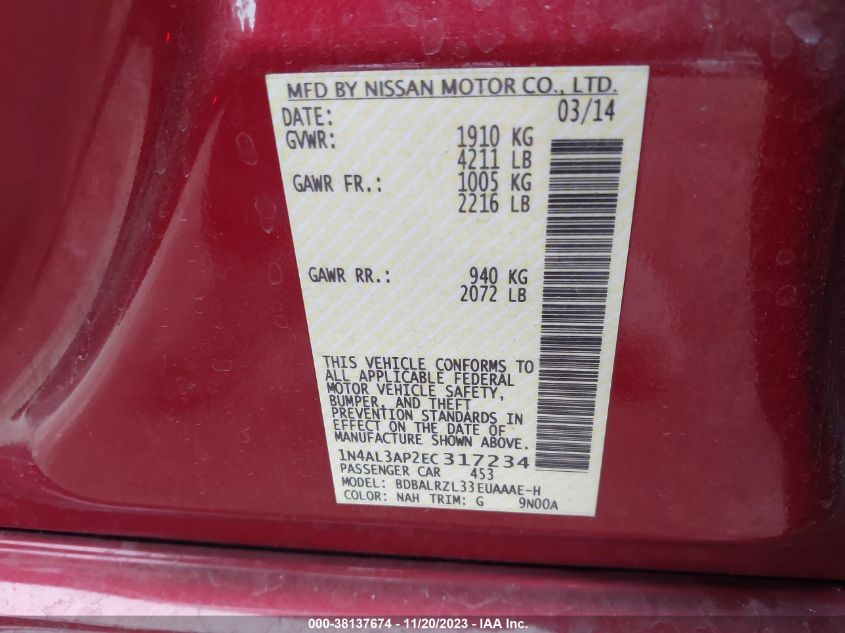 MFD BY NISSAN MOTOR CO., LTD.
DATE: 03/14
GVWR: 1910 KG
4211 LB
GAWR FR.: 1005 KG
2216 LB
GAWR RR.: 940 KG
2072 LB
THIS VEHICLE CONFORMS TO
ALL APPLICABLE FEDERAL
MOTOR VEHICLE SAFETY,
BUMPER, AND THEFT
PREVENTION STANDARDS IN
EFFECT ON THE DATE OF
MANUFACTURE SHOWN ABOVE.
1N4AL3AP2EC317234
PASSENGER CAR 453
MODEL: BDBALRZL33EUAAAE-H
COLOR: NAH TRIM: G 9N00A
000-38137674 - 11/20/2023 - IAA Inc.